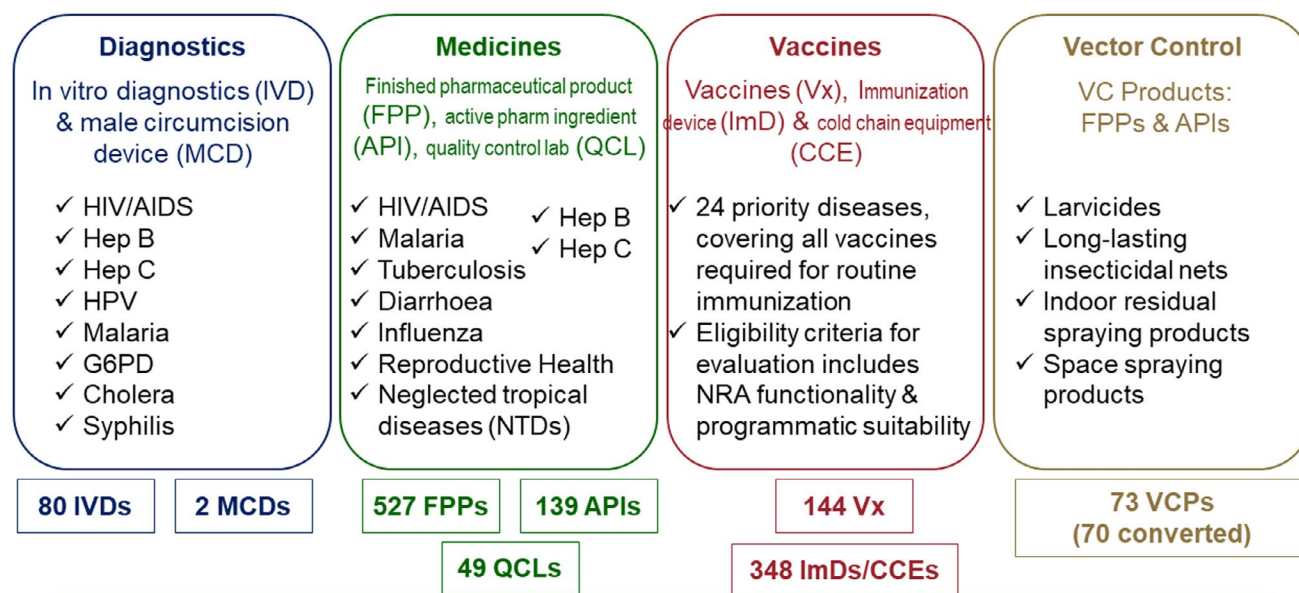 Diagnostics
In vitro diagnostics (IVD)
& male circumcision
device (MCD)
✓ HIV/AIDS
✓ Hep B
✓ Hep C
✓ HPV
✓ Malaria
✓ G6PD
✓ Cholera
✓ Syphilis
80 IVDs
2 MCDs
Medicines
Finished pharmaceutical product
(FPP), active pharm ingredient
(API), quality control lab (QCL)
✓ HIV/AIDS
✓ Malaria
✓ Tuberculosis
✓ Diarrhoea
✓ Influenza
✓ Reproductive Health
✓ Neglected tropical
diseases (NTDs)
✓ Hep B
✓ Hep C
527 FPPs
139 APIs
49 QCLs
Vaccines
Vaccines (Vx), Immunization
device (ImD) & cold chain equipment
(CCE)
✓ 24 priority diseases,
covering all vaccines
required for routine
immunization
✓ Eligibility criteria for
evaluation includes
NRA functionality &
programmatic suitability
144 Vx
348 ImDs/CCEs
Vector Control
VC Products:
FPPs & APIs
✓ Larvicides
✓ Long-lasting
insecticidal nets
✓ Indoor residual
spraying products
✓ Space spraying
products
73 VCPs
(70 converted)